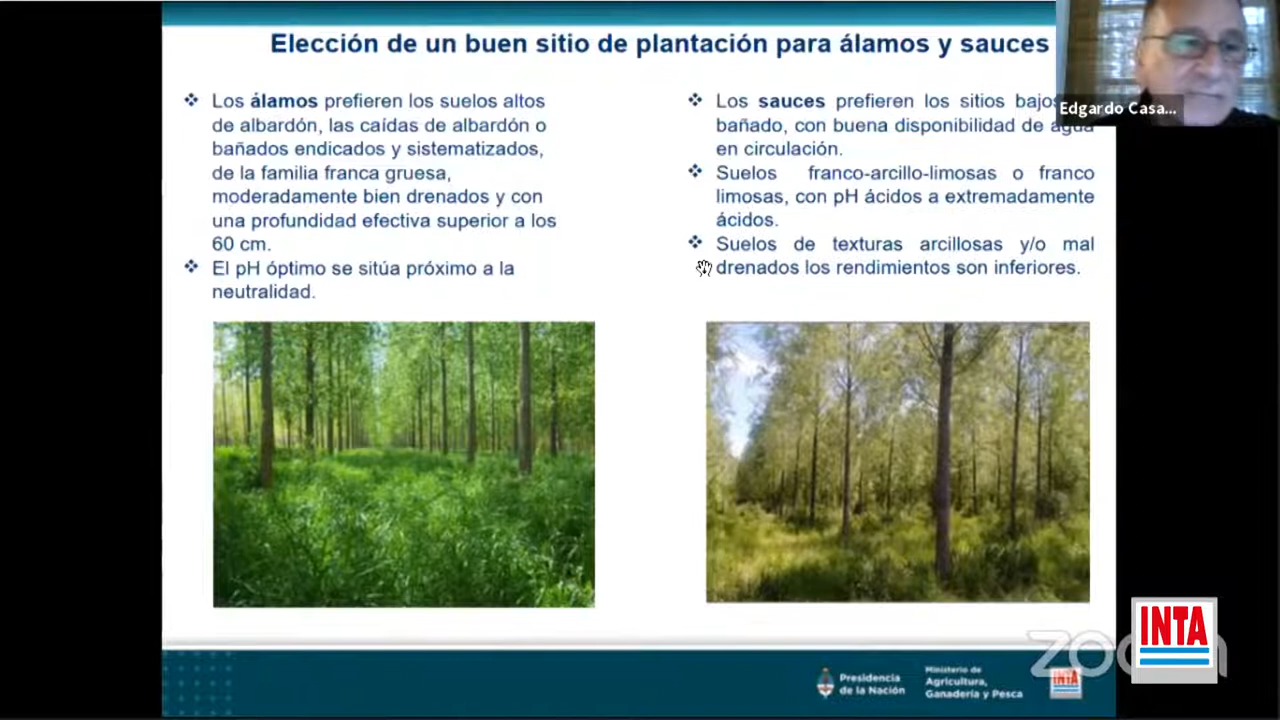 Elección de un buen sitio de plantación para álamos y sauces
Los álamos prefieren los suelos altos
de albardón, las caídas de albardón o
bañados endicados y sistematizados,
de la familia franca gruesa,
moderadamente bien drenados y con
una profundidad efectiva superior a los
60 cm.
El pH óptimo se sitúa próximo a la
neutralidad.
Los sauces prefieren los sitios bajos
bañado, con buena disponibilidad de agua
en circulación.
Suelos franco-arcillo-limosas o franco
limosas, con pH ácidos a extremadamente
ácidos.
Suelos de texturas arcillosas y/o mal
drenados los rendimientos son inferiores.
Edgardo Casa...
Presidencia
de la Nación
Ministerio de
Agricultura,
Ganadería y Pesca
INTA
zoom
INTA